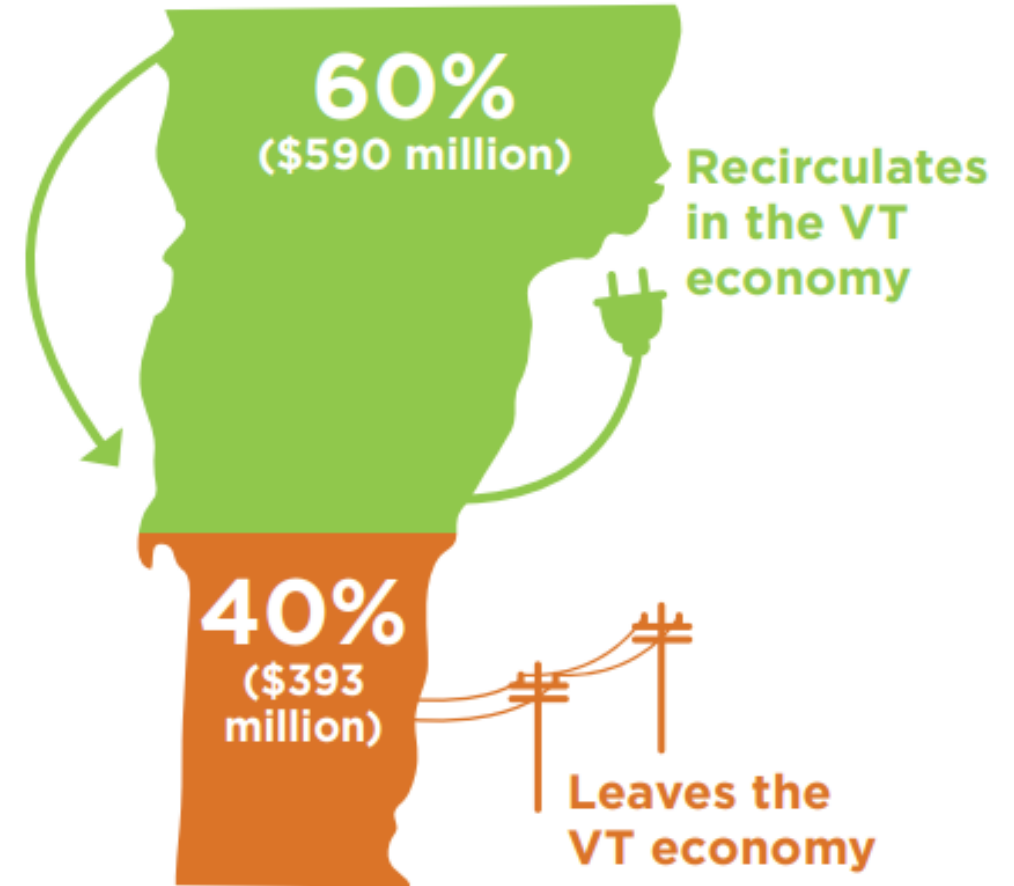 60%
($590 million)
Recirculates
in the VT
economy
40%
($393
million)
Leaves the
VT economy